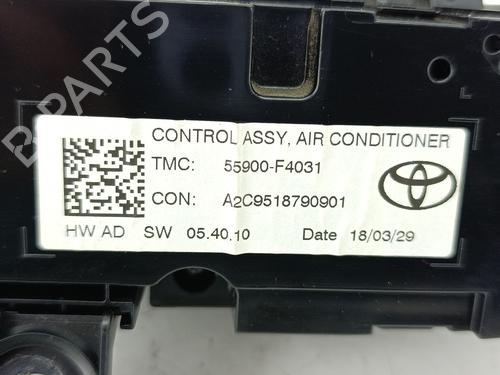 B-PARTS
CONTROL ASSY, AIR CONDITIONER
TMC: 55900-F4031
CON: A2C9518790901
HW AD SW 05.40.10 Date 18/03/29